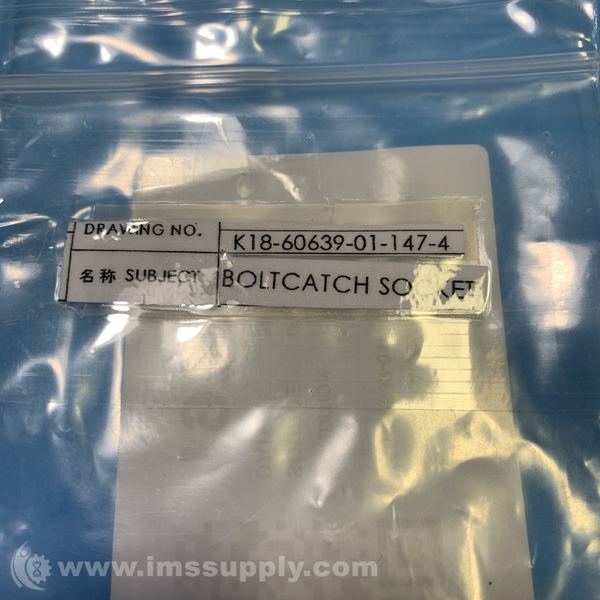 DRAWING NO. K18-60639-01-147-4
名称 SUBJECT BOLTCATCH SOCKET
www.imssupply.com